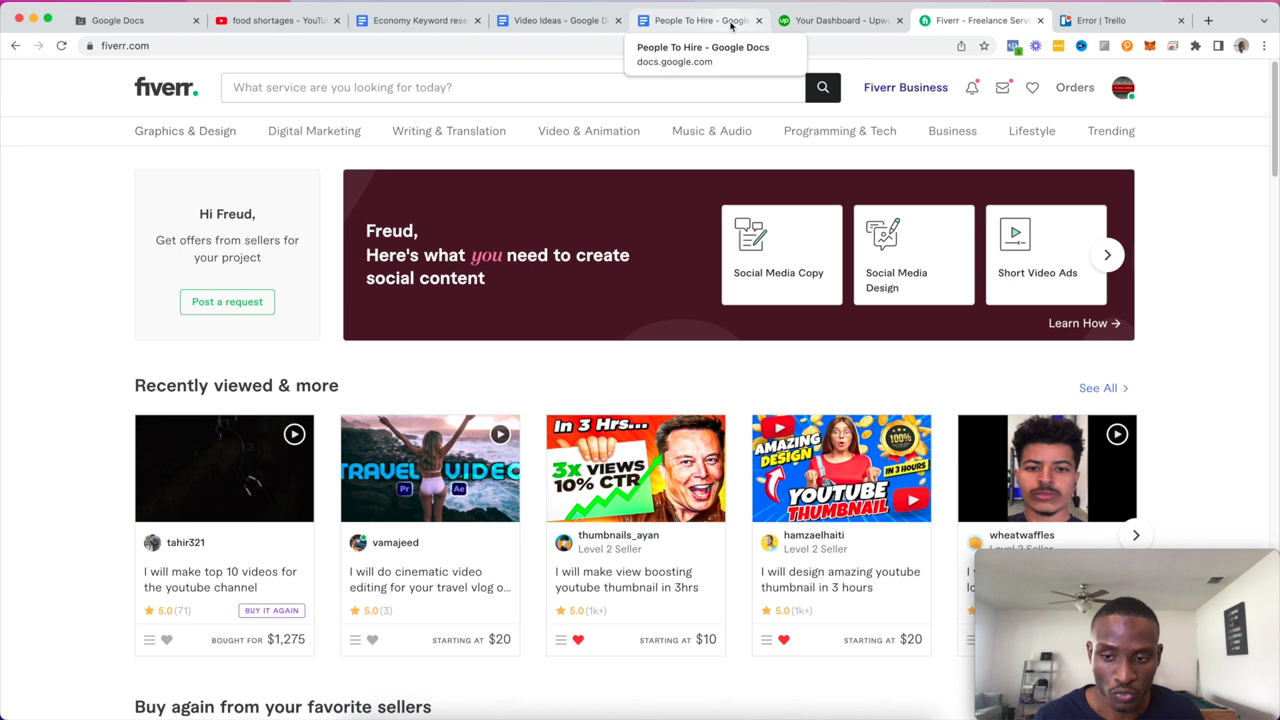 Google Docs
food shortages - YouTu
Economy Keyword rese
Video Ideas - Google D
People To Hire - Google
Your Dashboard - Upwo
Fiverr - Freelance Servi
Error | Trello
fiverr.com
People To Hire - Google Docs
docs.google.com
fiverr.
What service are you looking for today?
Fiverr Business
Orders
Graphics & Design
Digital Marketing
Writing & Translation
Video & Animation
Music & Audio
Programming & Tech
Business
Lifestyle
Trending
Hi Freud,
Get offers from sellers for
your project
Post a request
Freud,
Here's what you need to create
social content
Social Media Copy
Social Media
Design
Short Video Ads
Learn How →
Recently viewed & more
See All >
TRAVEL VIDEO
Pr
Ae
In 3 Hrs...
3X VIEWS
10% CTR
AMAZING
DESIGN
100%
IN 3 HOURS
YOUTUBE
THUMBNAIL
tahir321
I will make top 10 videos for
the youtube channel
5.0 (71)
BUY IT AGAIN
BOUGHT FOR $1,275
vamajeed
I will do cinematic video
editing for your travel vlog o...
5.0 (3)
STARTING AT $20
thumbnails_ayan
Level 2 Seller
I will make view boosting
youtube thumbnail in 3hrs
5.0 (1k+)
STARTING AT $10
hamzaelhaiti
Level 2 Seller
I will design amazing youtube
thumbnail in 3 hours
5.0 (1k+)
STARTING AT $20
wheatwaffles
Level 2 Seller
Buy again from your favorite sellers